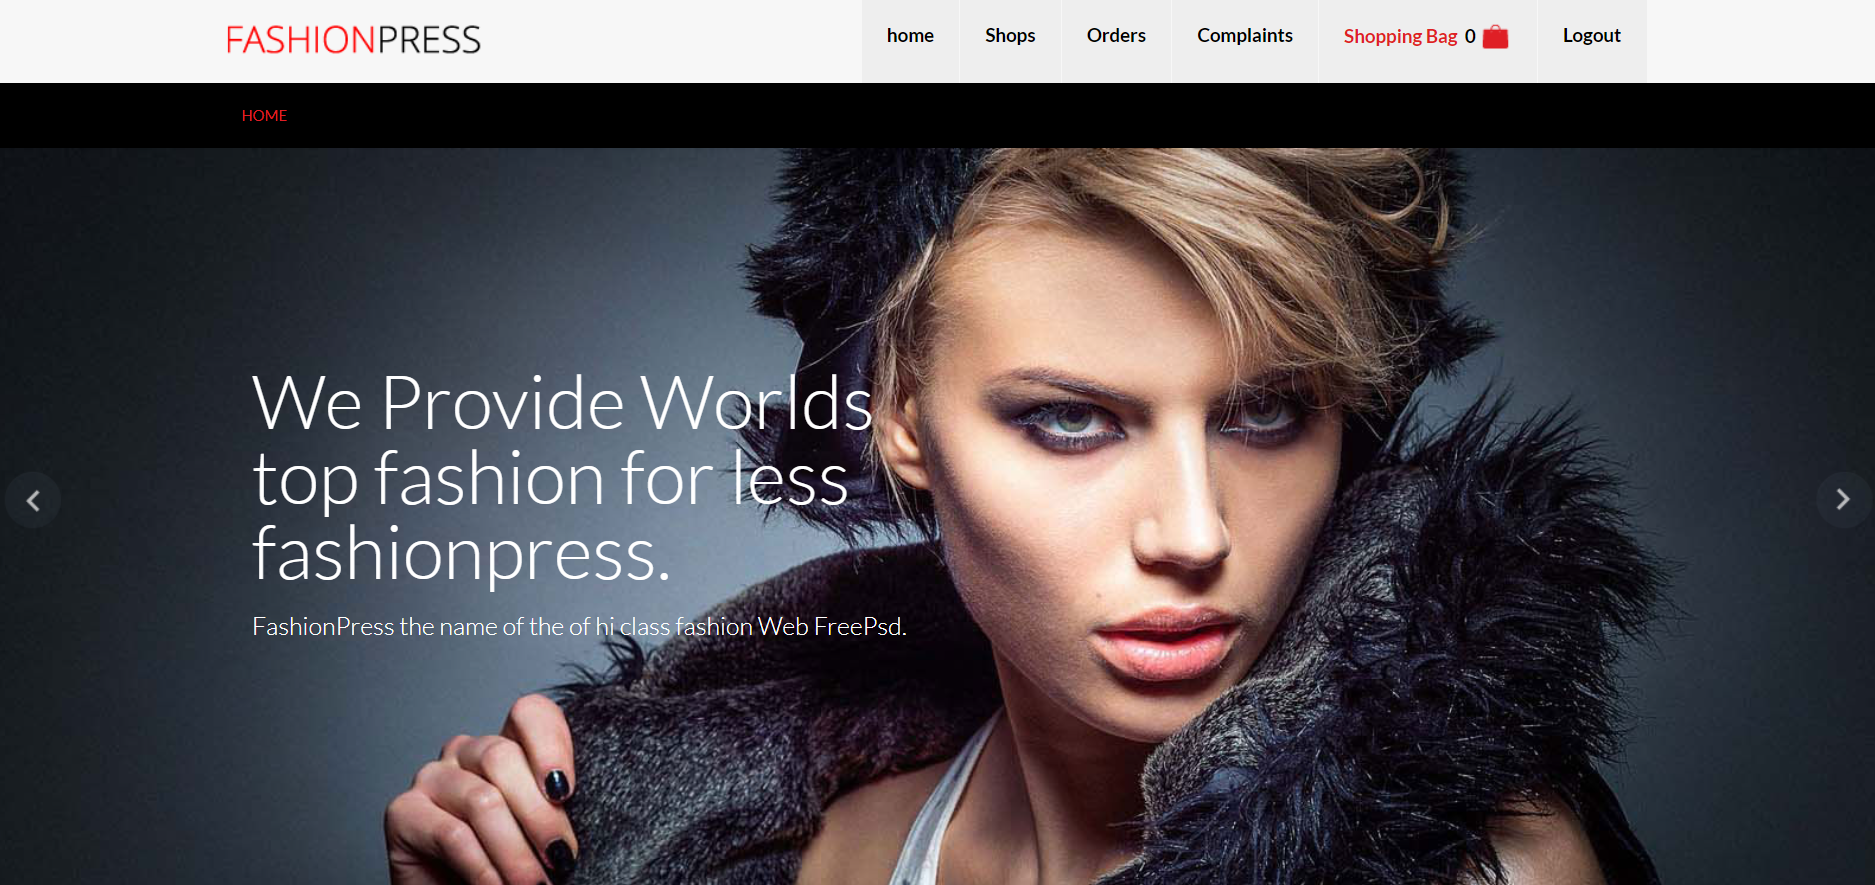 FASHIONPRESS
home
Shops
Orders
Complaints
Shopping Bag 0
Logout
HOME
We Provide Worlds
top fashion for less
fashionpress.
FashionPress the name of the of hi class fashion Web FreePsd.